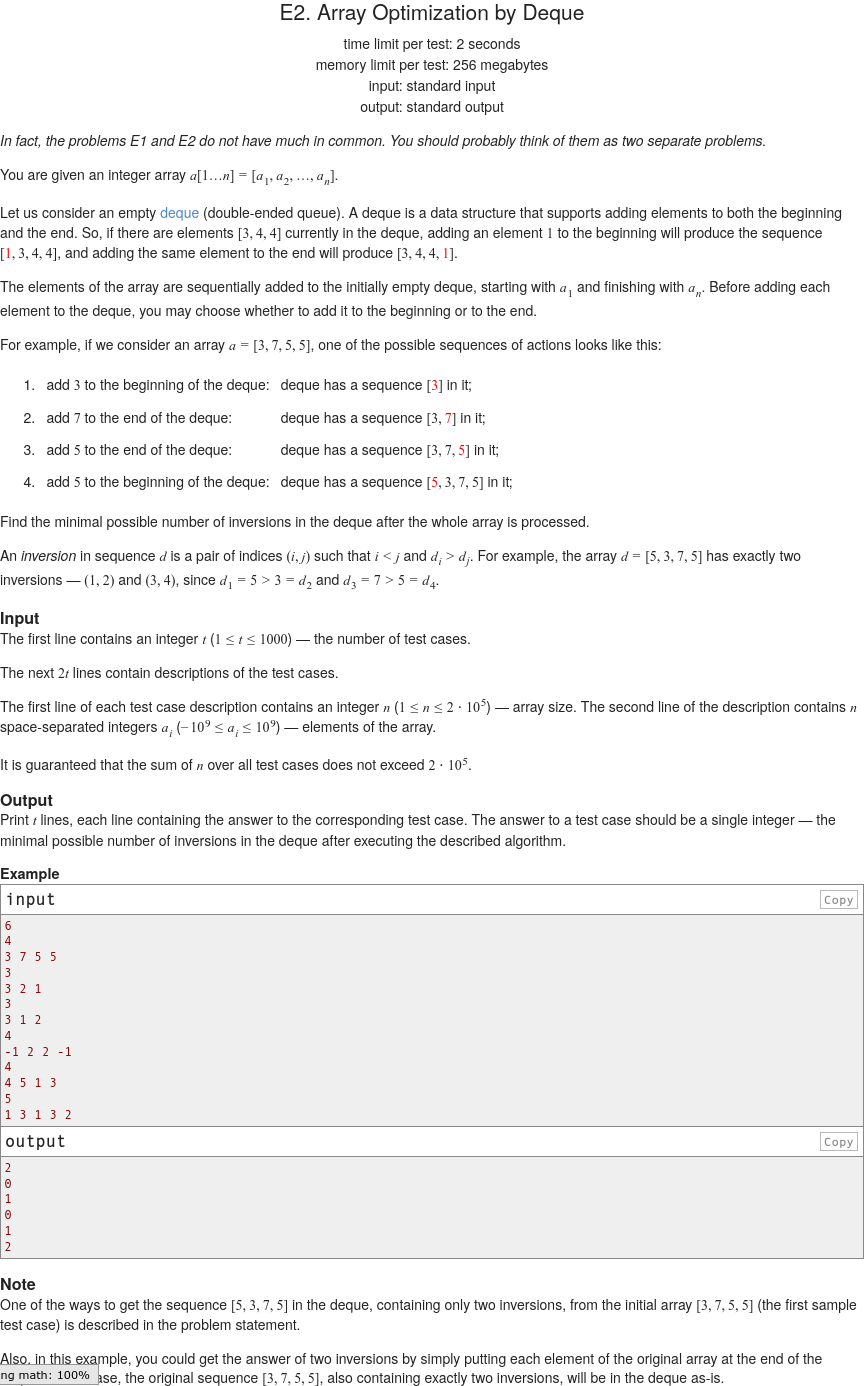 E2. Array Optimization by Deque
time limit per test: 2 seconds
memory limit per test: 256 megabytes
input: standard input
output: standard output
In fact, the problems E1 and E2 do not have much in common. You should probably think of them as two separate problems.
You are given an integer array a[1…n] = [a1, a2, …, an].
Let us consider an empty deque (double-ended queue). A deque is a data structure that supports adding elements to both the beginning
and the end. So, if there are elements [3, 4, 4] currently in the deque, adding an element 1 to the beginning will produce the sequence
[1, 3, 4, 4], and adding the same element to the end will produce [3, 4, 4, 1].
The elements of the array are sequentially added to the initially empty deque, starting with a1 and finishing with an. Before adding each
element to the deque, you may choose whether to add it to the beginning or to the end.
For example, if we consider an array a = [3, 7, 5, 5], one of the possible sequences of actions looks like this:
1. add 3 to the beginning of the deque: deque has a sequence [3] in it;
2. add 7 to the end of the deque: deque has a sequence [3, 7] in it;
3. add 5 to the end of the deque: deque has a sequence [3, 7, 5] in it;
4. add 5 to the beginning of the deque: deque has a sequence [5, 3, 7, 5] in it;
Find the minimal possible number of inversions in the deque after the whole array is processed.
An inversion in sequence d is a pair of indices (i, j) such that i < j and di > dj. For example, the array d = [5, 3, 7, 5] has exactly two
inversions — (1, 2) and (3, 4), since d1 = 5 > 3 = d2 and d3 = 7 > 5 = d4.
Input
The first line contains an integer t (1 ≤ t ≤ 1000) — the number of test cases.
The next 2t lines contain descriptions of the test cases.
The first line of each test case description contains an integer n (1 ≤ n ≤ 2 · 10^5) — array size. The second line of the description contains n
space-separated integers ai (−10^9 ≤ ai ≤ 10^9) — elements of the array.
It is guaranteed that the sum of n over all test cases does not exceed 2 · 10^5.
Output
Print t lines, each line containing the answer to the corresponding test case. The answer to a test case should be a single integer — the
minimal possible number of inversions in the deque after executing the described algorithm.
Example
input Copy
6
4
3 7 5 5
3
3 2 1
3
3 1 2
4
-1 2 2 -1
4
4 5 1 3
5
1 3 1 3 2
output Copy
2
0
1
0
1
2
Note
One of the ways to get the sequence [5, 3, 7, 5] in the deque, containing only two inversions, from the initial array [3, 7, 5, 5] (the first sample
test case) is described in the problem statement.
Also, in this example, you could get the answer of two inversions by simply putting each element of the original array at the end of the
ng math: 100% ase, the original sequence [3, 7, 5, 5], also containing exactly two inversions, will be in the deque as-is.